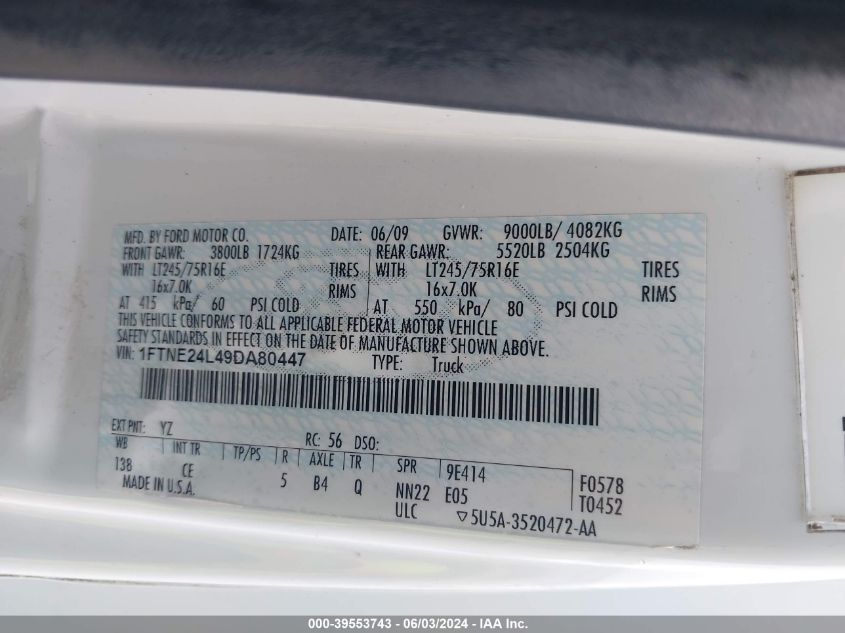 MFD. BY FORD MOTOR CO. DATE: 06/09 GVWR: 9000LB/ 4082KG
FRONT GAWR: 3800LB 1724KG REAR GAWR: 5520LB 2504KG
WITH LT245/75R16E TIRES WITH LT245/75R16E TIRES
16x7.0K RIMS 16x7.0K RIMS
AT 415 kPa/ 60 PSI COLD AT 550 kPa/ 80 PSI COLD
THIS VEHICLE CONFORMS TO ALL APPLICABLE FEDERAL MOTOR VEHICLE
SAFETY STANDARDS IN EFFECT ON THE DATE OF MANUFACTURE SHOWN ABOVE.
VIN: 1FTNE24L49DA80447 TYPE: Truck
EXT PNT: YZ RC: 56 DSO:
WB INT TR TP/PS R AXLE TR SPR 9E414 F0578
138 CE 5 B4 Q NN22 E05 T0452
MADE IN U.S.A. ULC ▽5U5A-3520472-AA
000-39553743 - 06/03/2024 - IAA Inc.